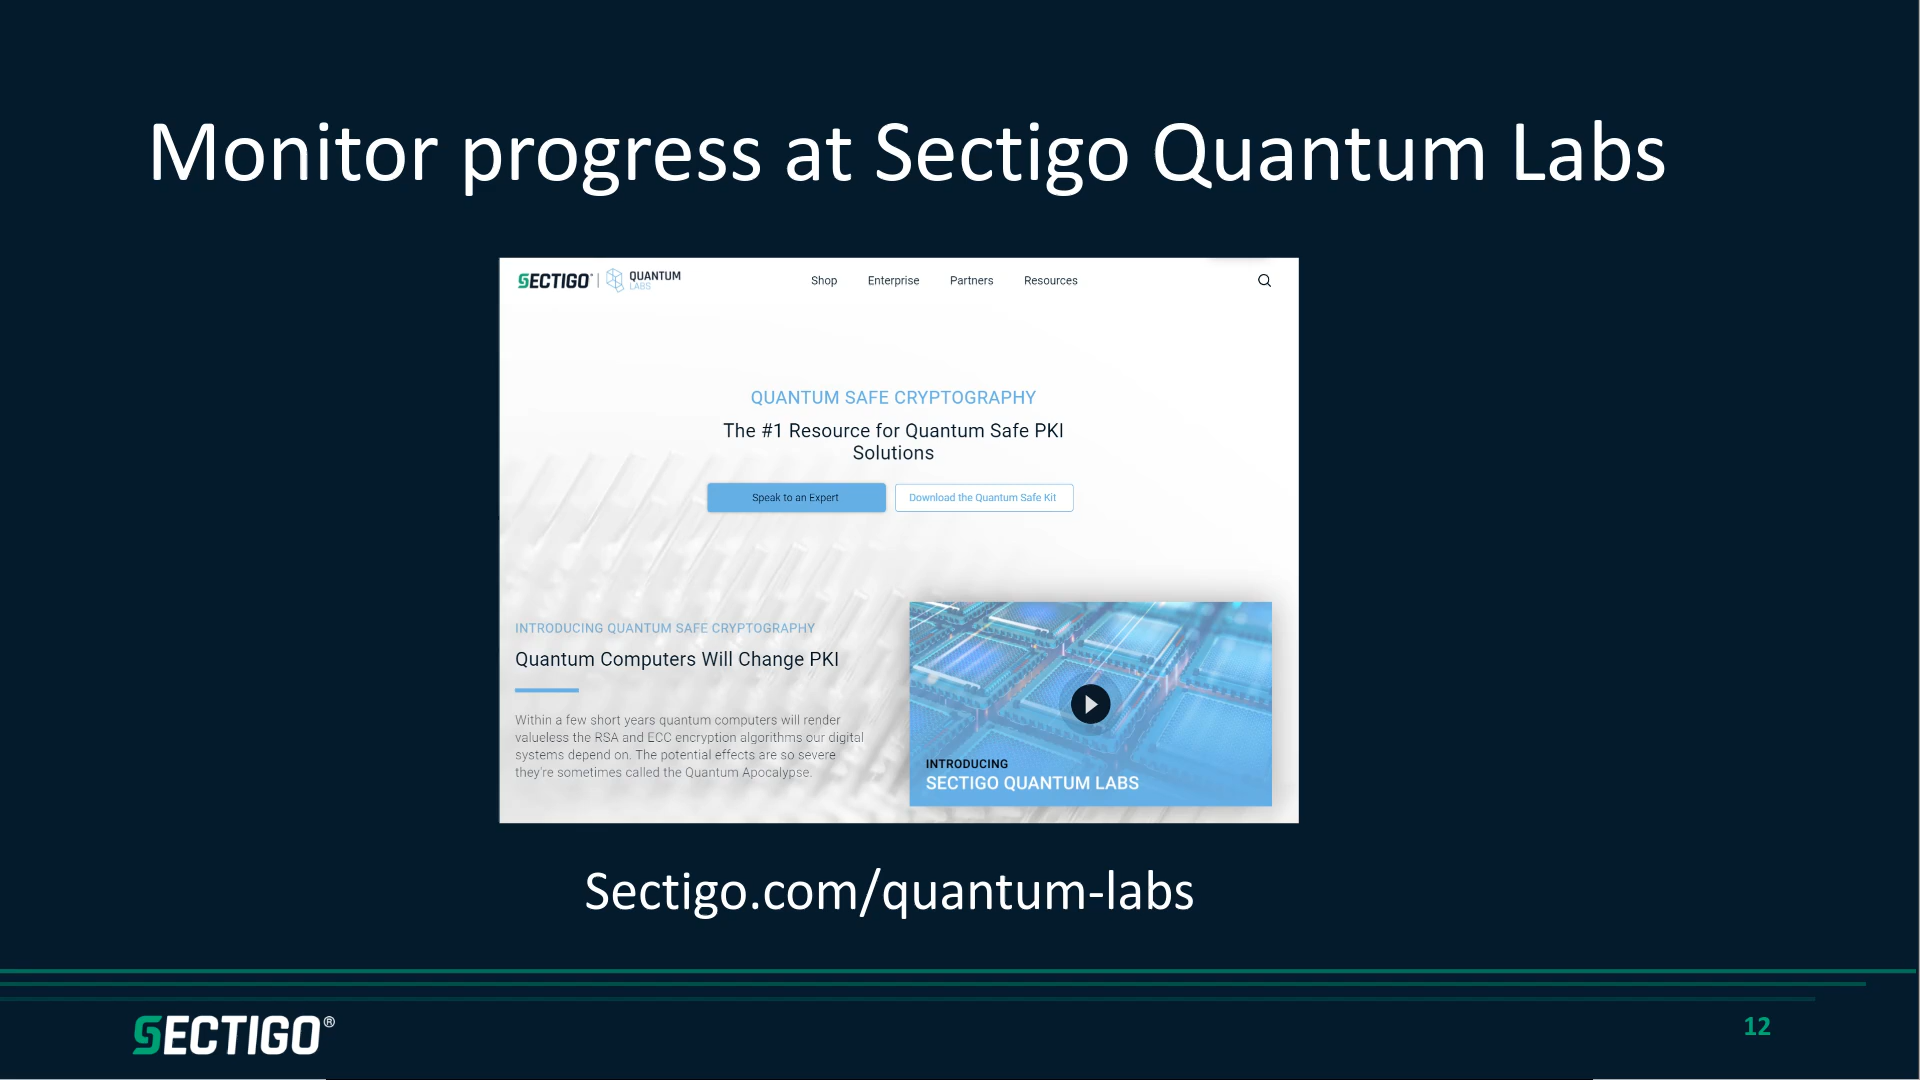 Monitor progress at Sectigo Quantum Labs
SECTIGO® | QUANTUM
LABS
Shop Enterprise Partners Resources
QUANTUM SAFE CRYPTOGRAPHY
The #1 Resource for Quantum Safe PKI
Solutions
Speak to an Expert Download the Quantum Safe Kit
INTRODUCING QUANTUM SAFE CRYPTOGRAPHY
Quantum Computers Will Change PKI
Within a few short years quantum computers will render
valueless the RSA and ECC encryption algorithms our digital
systems depend on. The potential effects are so severe
they're sometimes called the Quantum Apocalypse.
INTRODUCING
SECTIGO QUANTUM LABS
Sectigo.com/quantum-labs
SECTIGO®
12